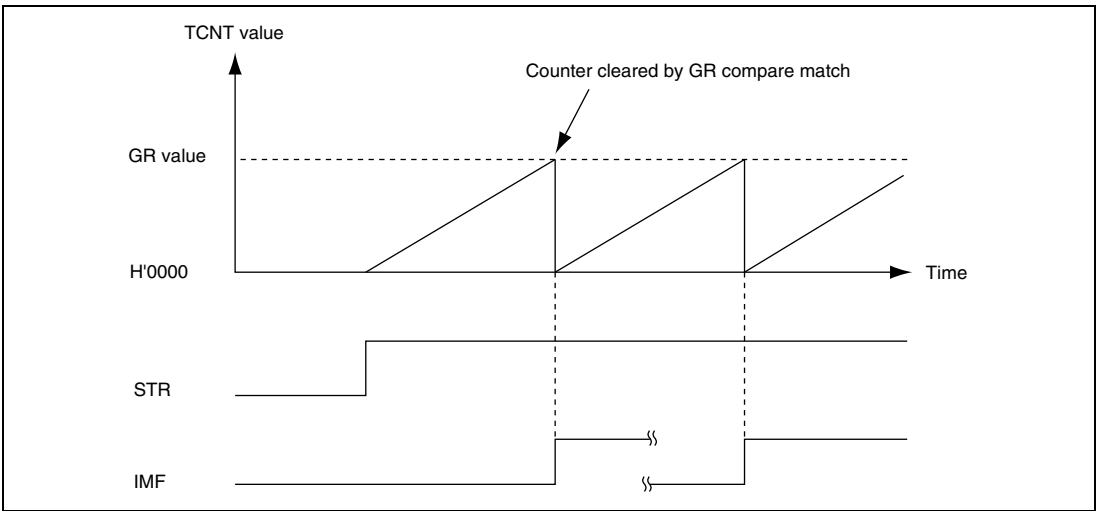 TCNT value
Counter cleared by GR compare match
GR value
H'0000
Time
STR
IMF